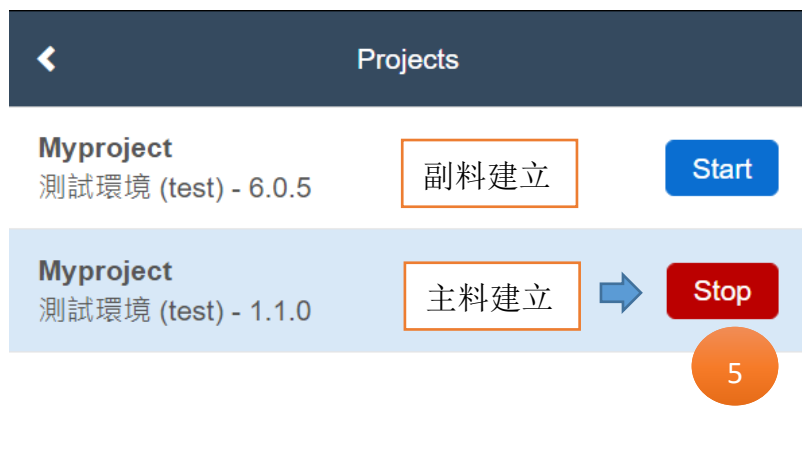 Projects
Myproject
測試環境 (test) - 6.0.5
副料建立
Start
Myproject
測試環境 (test) - 1.1.0
主料建立
Stop
5